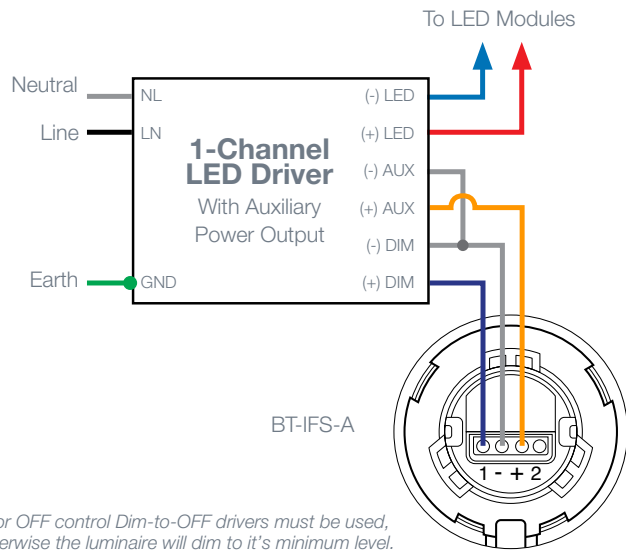 To LED Modules
Neutral
NL
(-) LED
Line
LN
(+) LED
1-Channel
LED Driver
(-) AUX
With Auxiliary
(+) AUX
Power Output
(-) DIM
Earth
GND
(+) DIM
BT-IFS-A
1 - + 2
or OFF control Dim-to-OFF drivers must be used,
erwise the luminaire will dim to it's minimum level.